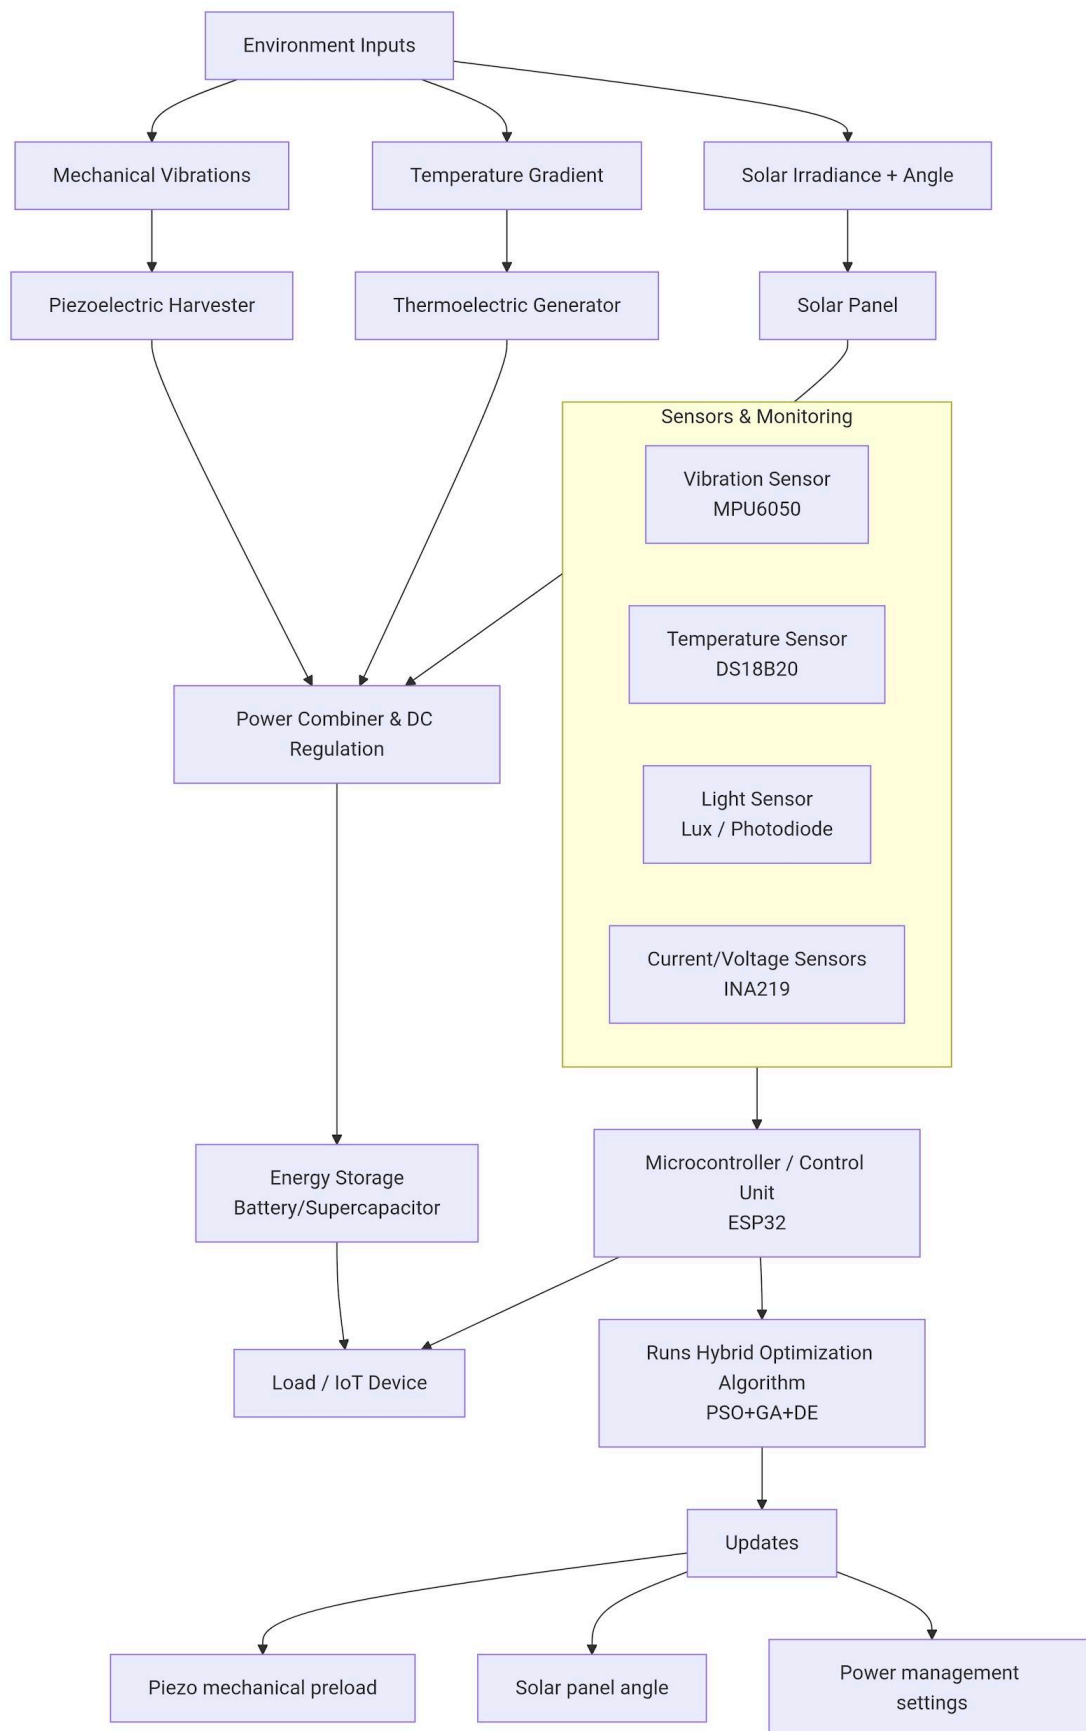 Environment Inputs
Mechanical Vibrations
Temperature Gradient
Solar Irradiance + Angle
Piezoelectric Harvester
Thermoelectric Generator
Solar Panel
Sensors & Monitoring
Vibration Sensor
MPU6050
Temperature Sensor
DS18B20
Power Combiner & DC
Regulation
Light Sensor
Lux / Photodiode
Current/Voltage Sensors
INA219
Energy Storage
Battery/Supercapacitor
Microcontroller / Control
Unit
ESP32
Load / IoT Device
Runs Hybrid Optimization
Algorithm
PSO+GA+DE
Updates
Piezo mechanical preload
Solar panel angle
Power management
settings